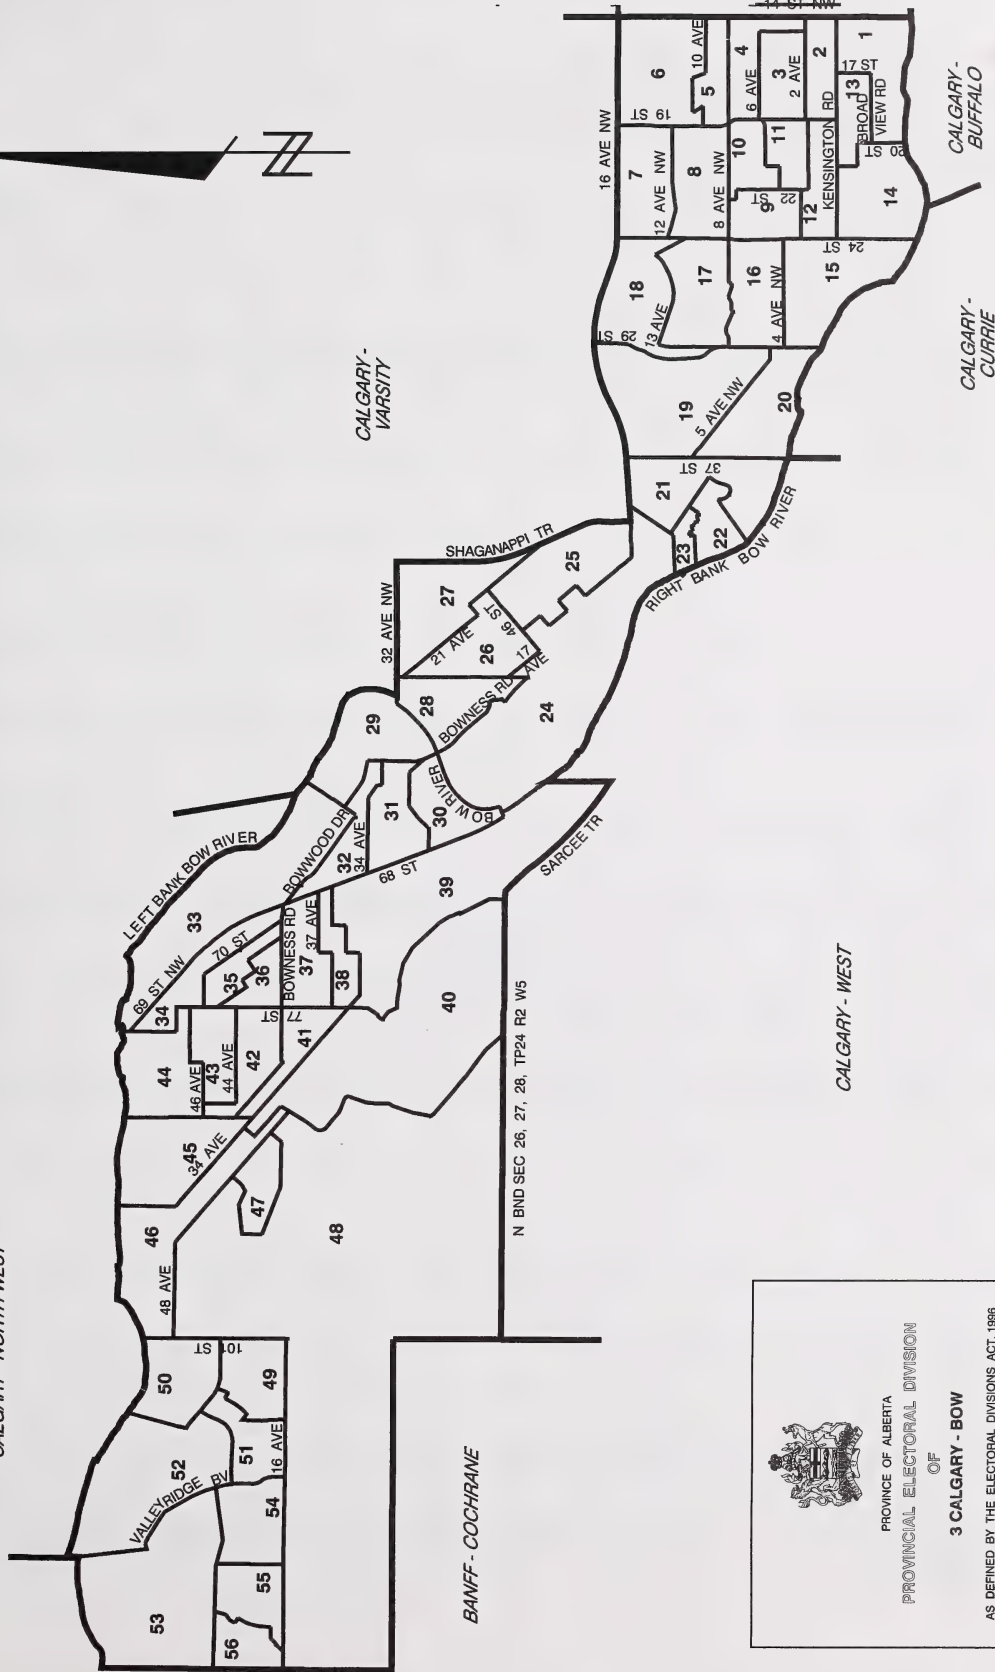 14 ST NW
CALGARY - NORTH WEST
CALGARY -
VARSITY
CALGARY -
BUFFALO
CALGARY -
CURRIE
CALGARY - WEST
BANFF - COCHRANE
N
16 AVE NW
10 AVE
6 AVE
2 AVE
17 ST
BROAD
VIEW RD
KENSINGTON RD
19 ST
20 ST
12 AVE NW
8 AVE NW
22 ST
24 ST
4 AVE NW
13 AVE
29 ST
5 AVE NW
37 ST
RIGHT BANK BOW RIVER
SHAGANAPPI TR
32 AVE NW
21 AVE
46 ST
17 AVE
BOWNESS RD
BOW RIVER
SARCEE TR
LEFT BANK BOW RIVER
BOWWOOD DR
34 AVE
68 ST
69 ST NW
70 ST
BOWNESS RD
37 AVE
77 ST
46 AVE
44 AVE
34 AVE
48 AVE
101 ST
16 AVE
VALLEY RIDGE BV
N BND SEC 26, 27, 28, TP24 R2 W5
1
2
3
4
5
6
7
8
9
10
11
12
13
14
15
16
17
18
19
20
21
22
23
24
25
26
27
28
29
30
31
32
33
34
35
36
37
38
39
40
41
42
43
44
45
46
47
48
49
50
51
52
53
54
55
56
PROVINCE OF ALBERTA
PROVINCIAL ELECTORAL DIVISION
OF
3 CALGARY - BOW
AS DEFINED BY THE ELECTORAL DIVISIONS ACT, 1996